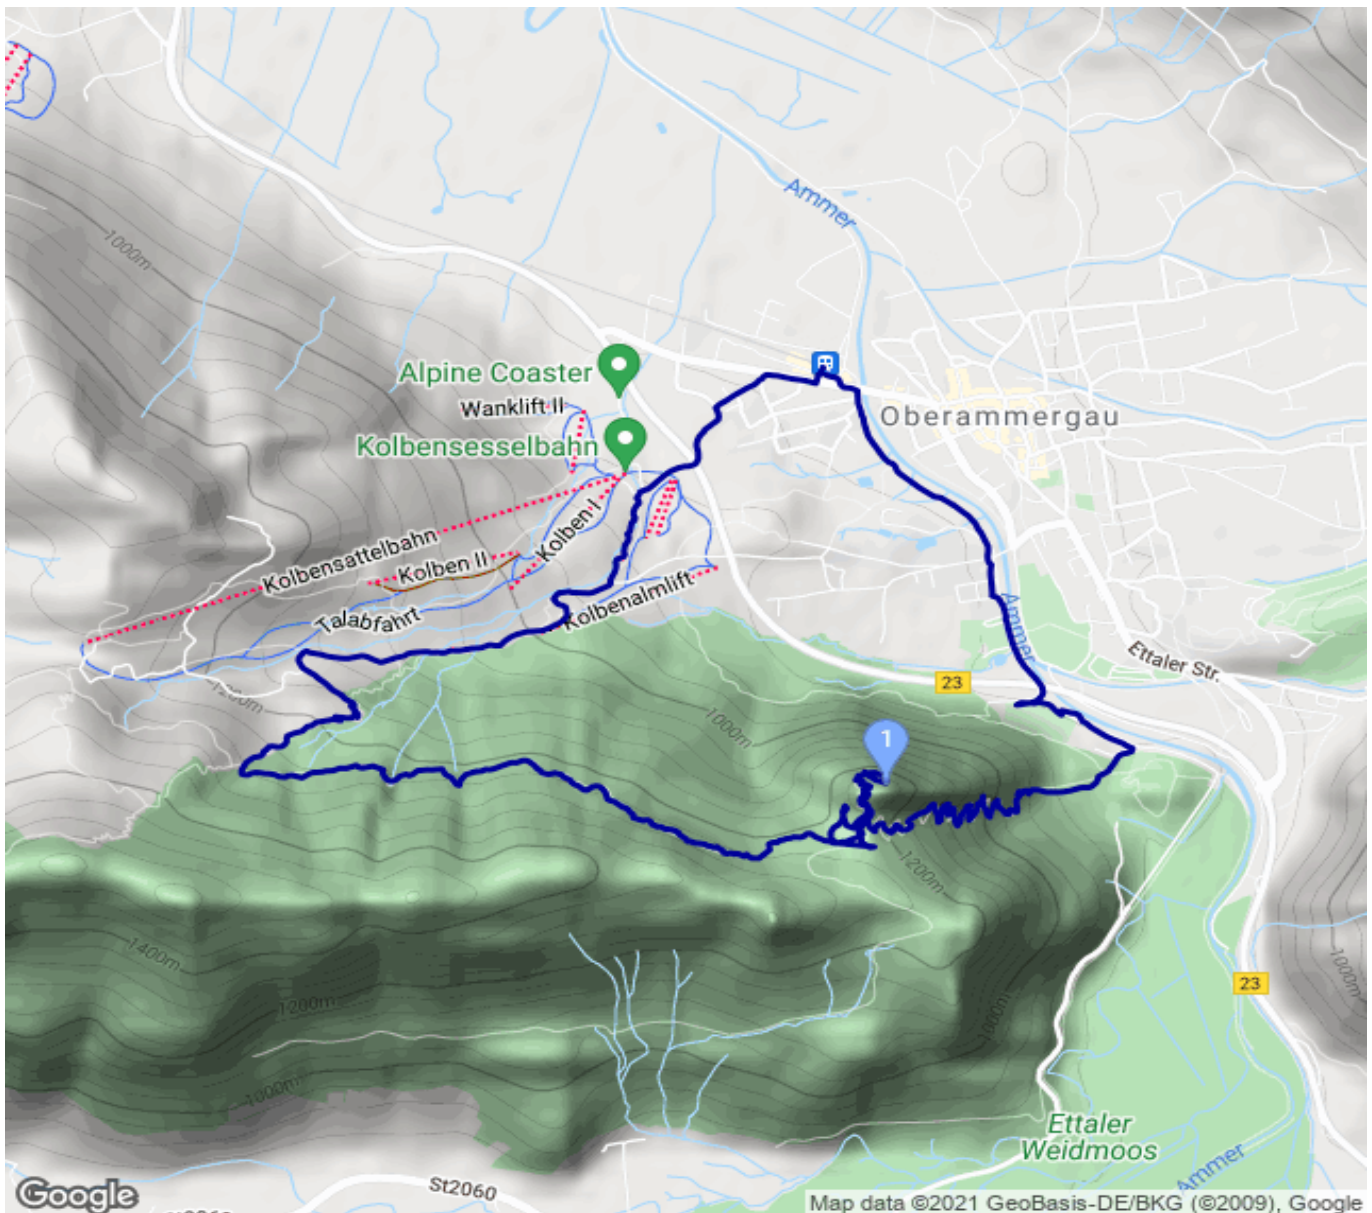 1000m
Ammer
Alpine Coaster
Wanklift II
Oberammergau
Kolbensesselbahn
Kolben I
Kolbensattelbahn
Kolben II
Kolbenalmlift
Talabfahrt
Ammer
Ettaler Str.
23
1200m
1000m
1
1200m
1400m
1000m
23
1200m
1000m
1000m
Ettaler
Weidmoos
Ammer
St2060
Google
Map data ©2021 GeoBasis-DE/BKG (©2009), Google